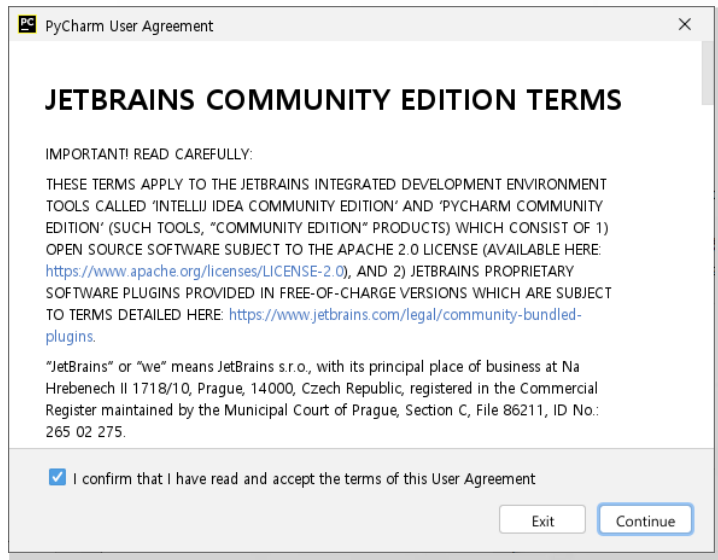 PC PyCharm User Agreement
JETBRAINS COMMUNITY EDITION TERMS
IMPORTANT! READ CAREFULLY:
THESE TERMS APPLY TO THE JETBRAINS INTEGRATED DEVELOPMENT ENVIRONMENT
TOOLS CALLED ‘INTELLIJ IDEA COMMUNITY EDITION’ AND ‘PYCHARM COMMUNITY
EDITION’ (SUCH TOOLS, “COMMUNITY EDITION” PRODUCTS) WHICH CONSIST OF 1)
OPEN SOURCE SOFTWARE SUBJECT TO THE APACHE 2.0 LICENSE (AVAILABLE HERE:
https://www.apache.org/licenses/LICENSE-2.0), AND 2) JETBRAINS PROPRIETARY
SOFTWARE PLUGINS PROVIDED IN FREE-OF-CHARGE VERSIONS WHICH ARE SUBJECT
TO TERMS DETAILED HERE: https://www.jetbrains.com/legal/community-bundled-
plugins.
“JetBrains” or “we” means JetBrains s.r.o., with its principal place of business at Na
Hrebenech II 1718/10, Prague, 14000, Czech Republic, registered in the Commercial
Register maintained by the Municipal Court of Prague, Section C, File 86211, ID No.:
265 02 275.
I confirm that I have read and accept the terms of this User Agreement
Exit Continue